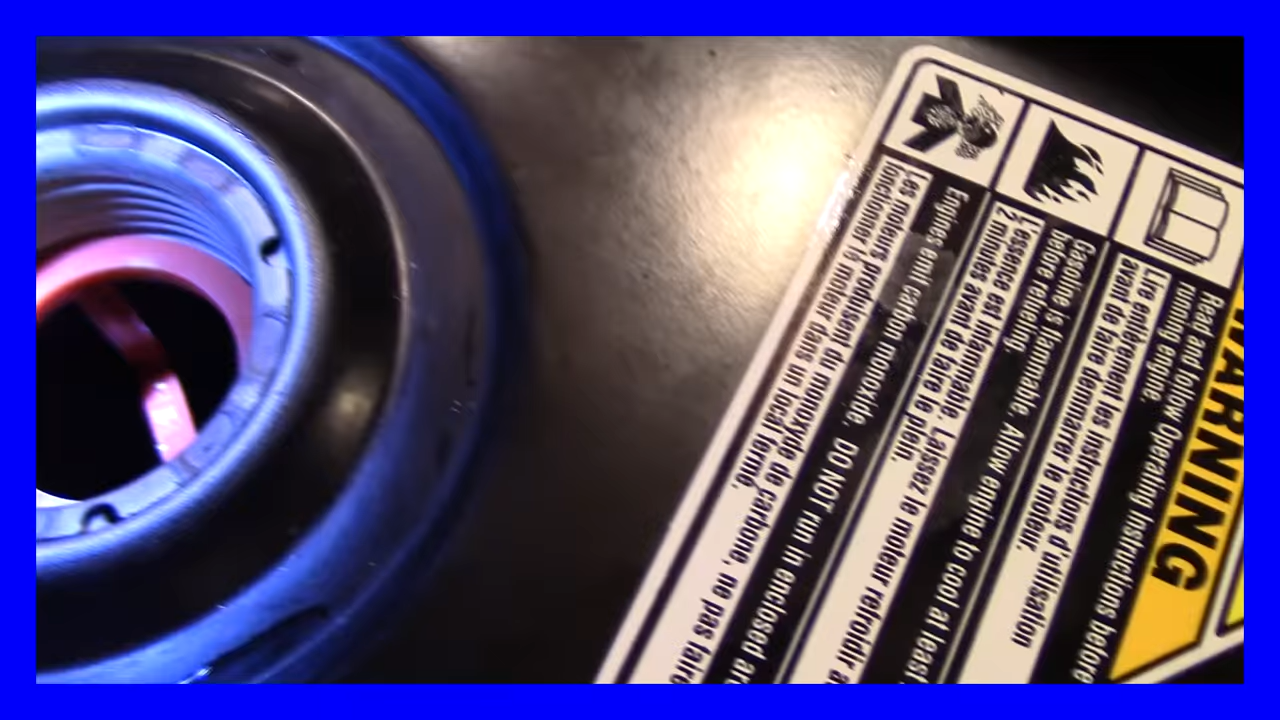 WARNING
Read and follow Operating Instructions before
running engine.
Lire entièrement les Instructions d'utilisation
avant de faire démarrer le moteur.
Gasoline is flammable. Allow engine to cool at least
before refueling.
L'essence est inflammable. Laissez le moteur refroidir
2 minutes avant de faire le plein.
Engines emit carbon monoxide. DO NOT run in enclosed
Les moteurs produisent du monoxyde de carbone, ne pas faire
fonctionner le moteur dans un local fermé.